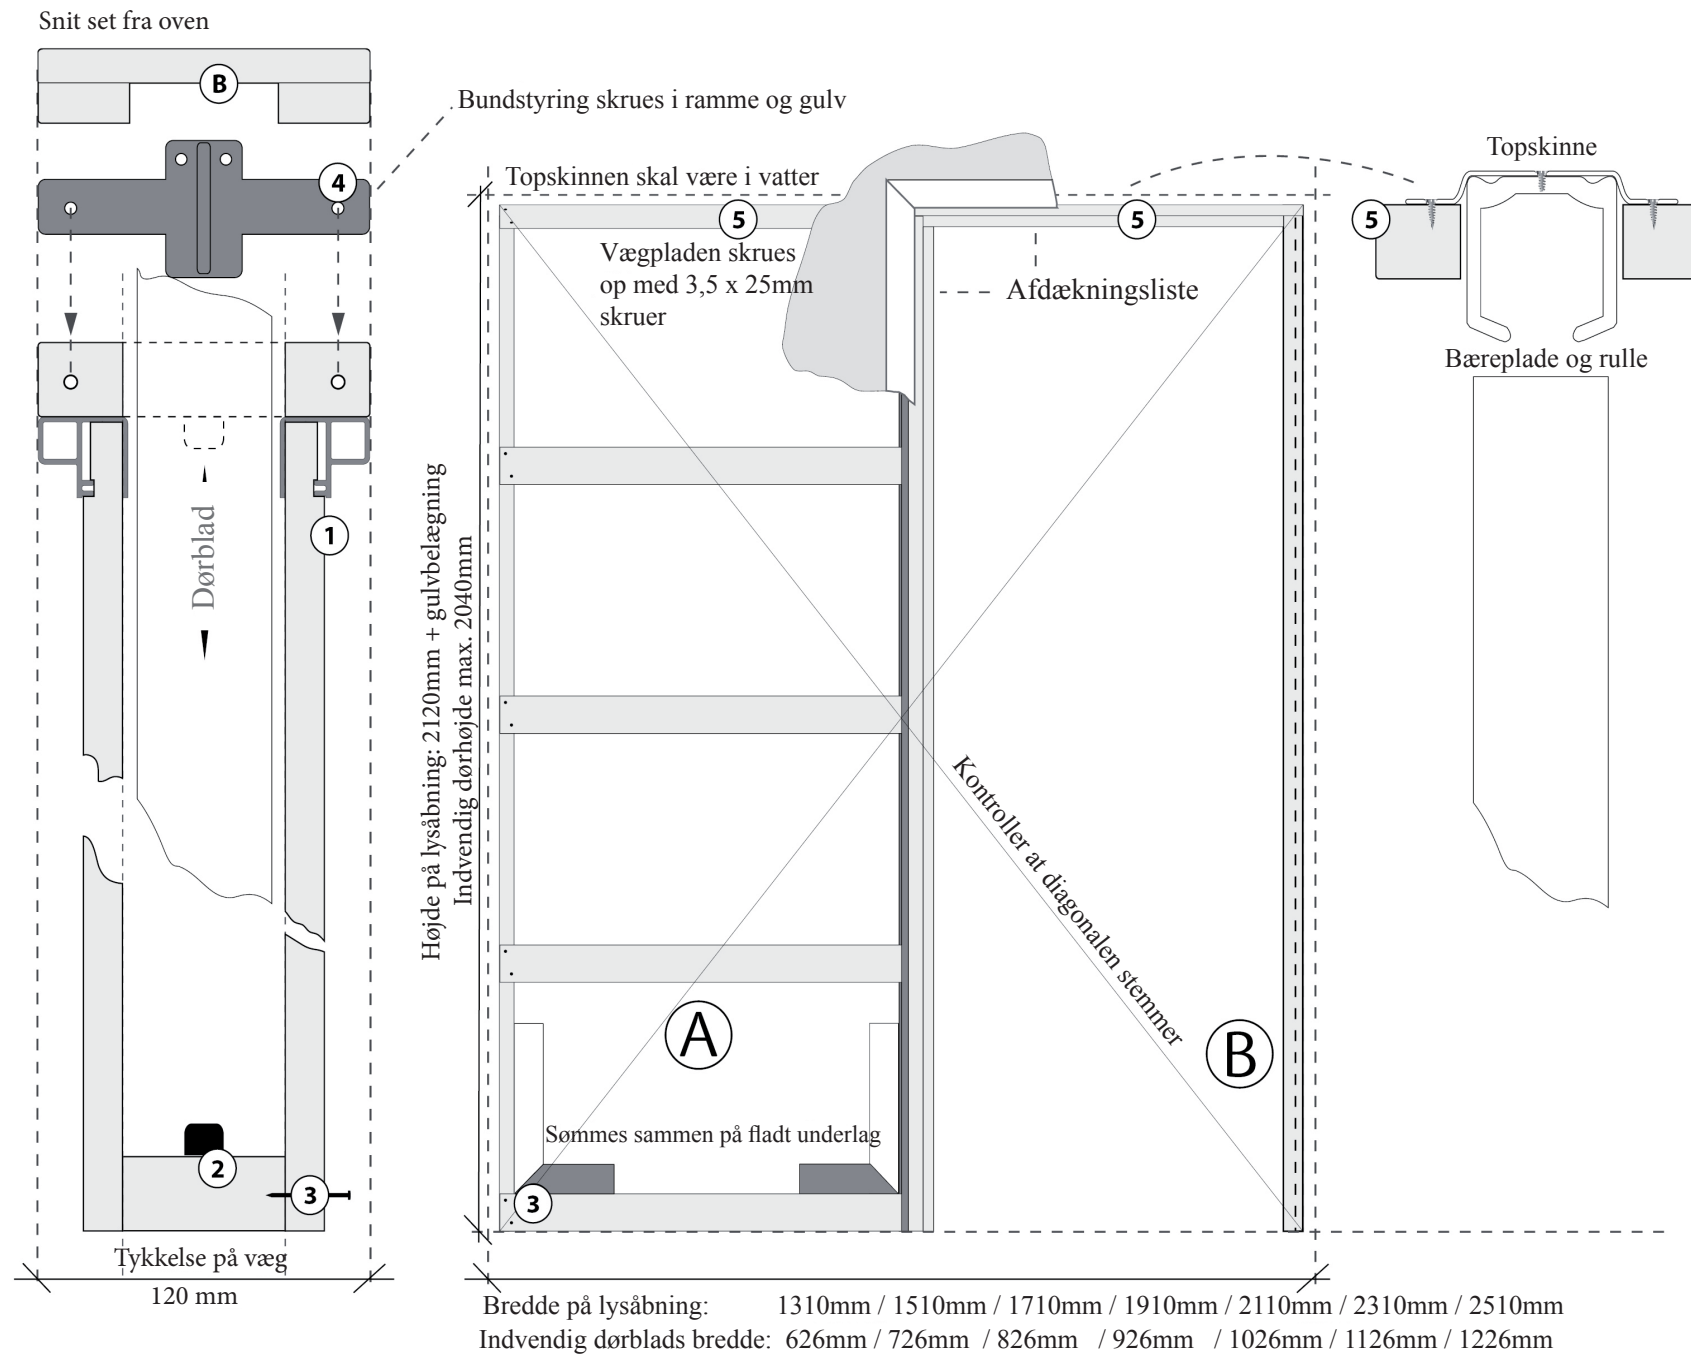 Snit set fra oven
B
Bundstyring skrues i ramme og gulv
4
1
Dørblad
2
3
Tykkelse på væg
120 mm
Topskinnen skal være i vatter
5
5
Vægpladen skrues
op med 3,5 x 25mm
skruer
Afdækningsliste
Højde på lysåbning: 2120mm + gulvbelægning
Indvendig dørhøjde max. 2040mm
Kontroller at diagonalen stemmer
A
B
Sømmes sammen på fladt underlag
3
Topskinne
5
Bæreplade og rulle
Bredde på lysåbning: 1310mm / 1510mm / 1710mm / 1910mm / 2110mm / 2310mm / 2510mm
Indvendig dørblads bredde: 626mm / 726mm / 826mm / 926mm / 1026mm / 1126mm / 1226mm